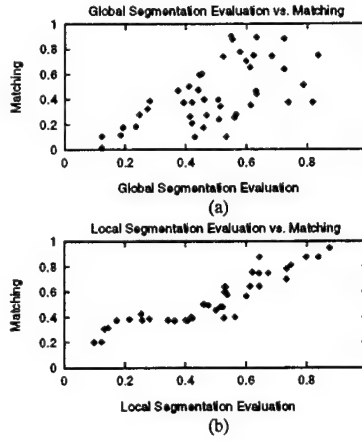 Global Segmentation Evaluation vs. Matching
1
0.8
0.6
0.4
0.2
0
Matching
0 0.2 0.4 0.6 0.8 1
Global Segmentation Evaluation
(a)
Local Segmentation Evaluation vs. Matching
1
0.8
0.6
0.4
0.2
0
Matching
0 0.2 0.4 0.6 0.8 1
Local Segmentation Evaluation
(b)